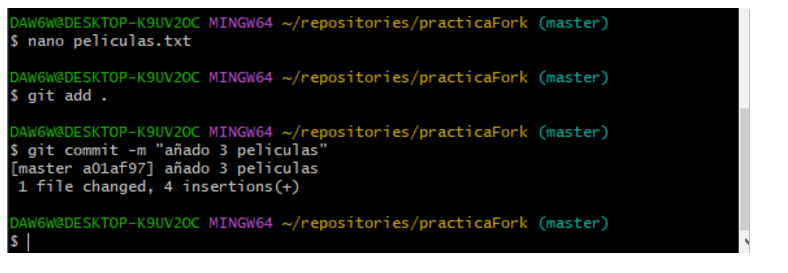 DAW6W@DESKTOP-K9UV2OC MINGW64 ~/repositories/practicaFork (master)
$ nano peliculas.txt
DAW6W@DESKTOP-K9UV2OC MINGW64 ~/repositories/practicaFork (master)
$ git add .
DAW6W@DESKTOP-K9UV2OC MINGW64 ~/repositories/practicaFork (master)
$ git commit -m "añado 3 peliculas"
[master a01af97] añado 3 peliculas
 1 file changed, 4 insertions(+)
DAW6W@DESKTOP-K9UV2OC MINGW64 ~/repositories/practicaFork (master)
$